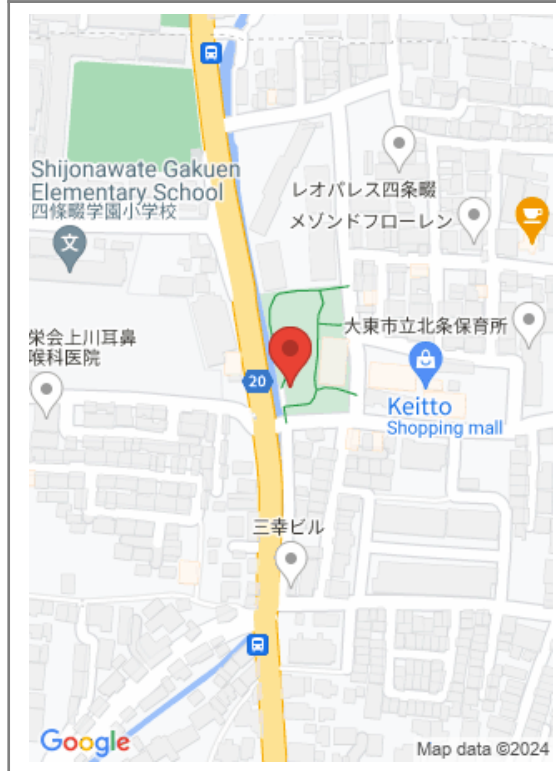 Shijonawate Gakuen
Elementary School
四條畷学園小学校
文
レオパレス四条畷
メゾンドフローレン
大東市立北条保育所
栄会上川耳鼻
喉科医院
20
Keitto
Shopping mall
三幸ビル
Google
Map data ©2024